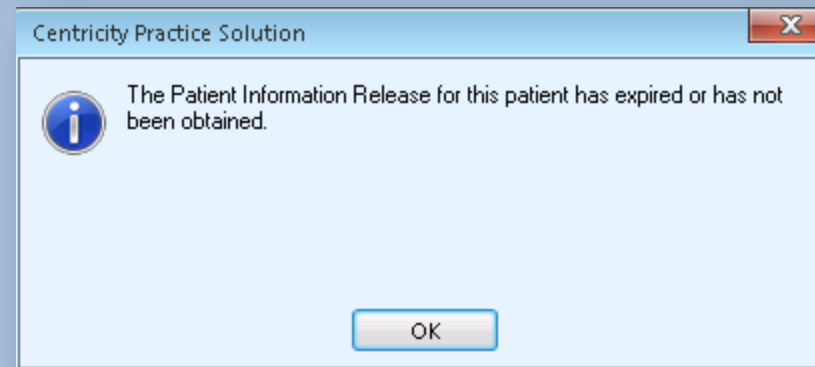 Centricity Practice Solution
The Patient Information Release for this patient has expired or has not
been obtained.
OK